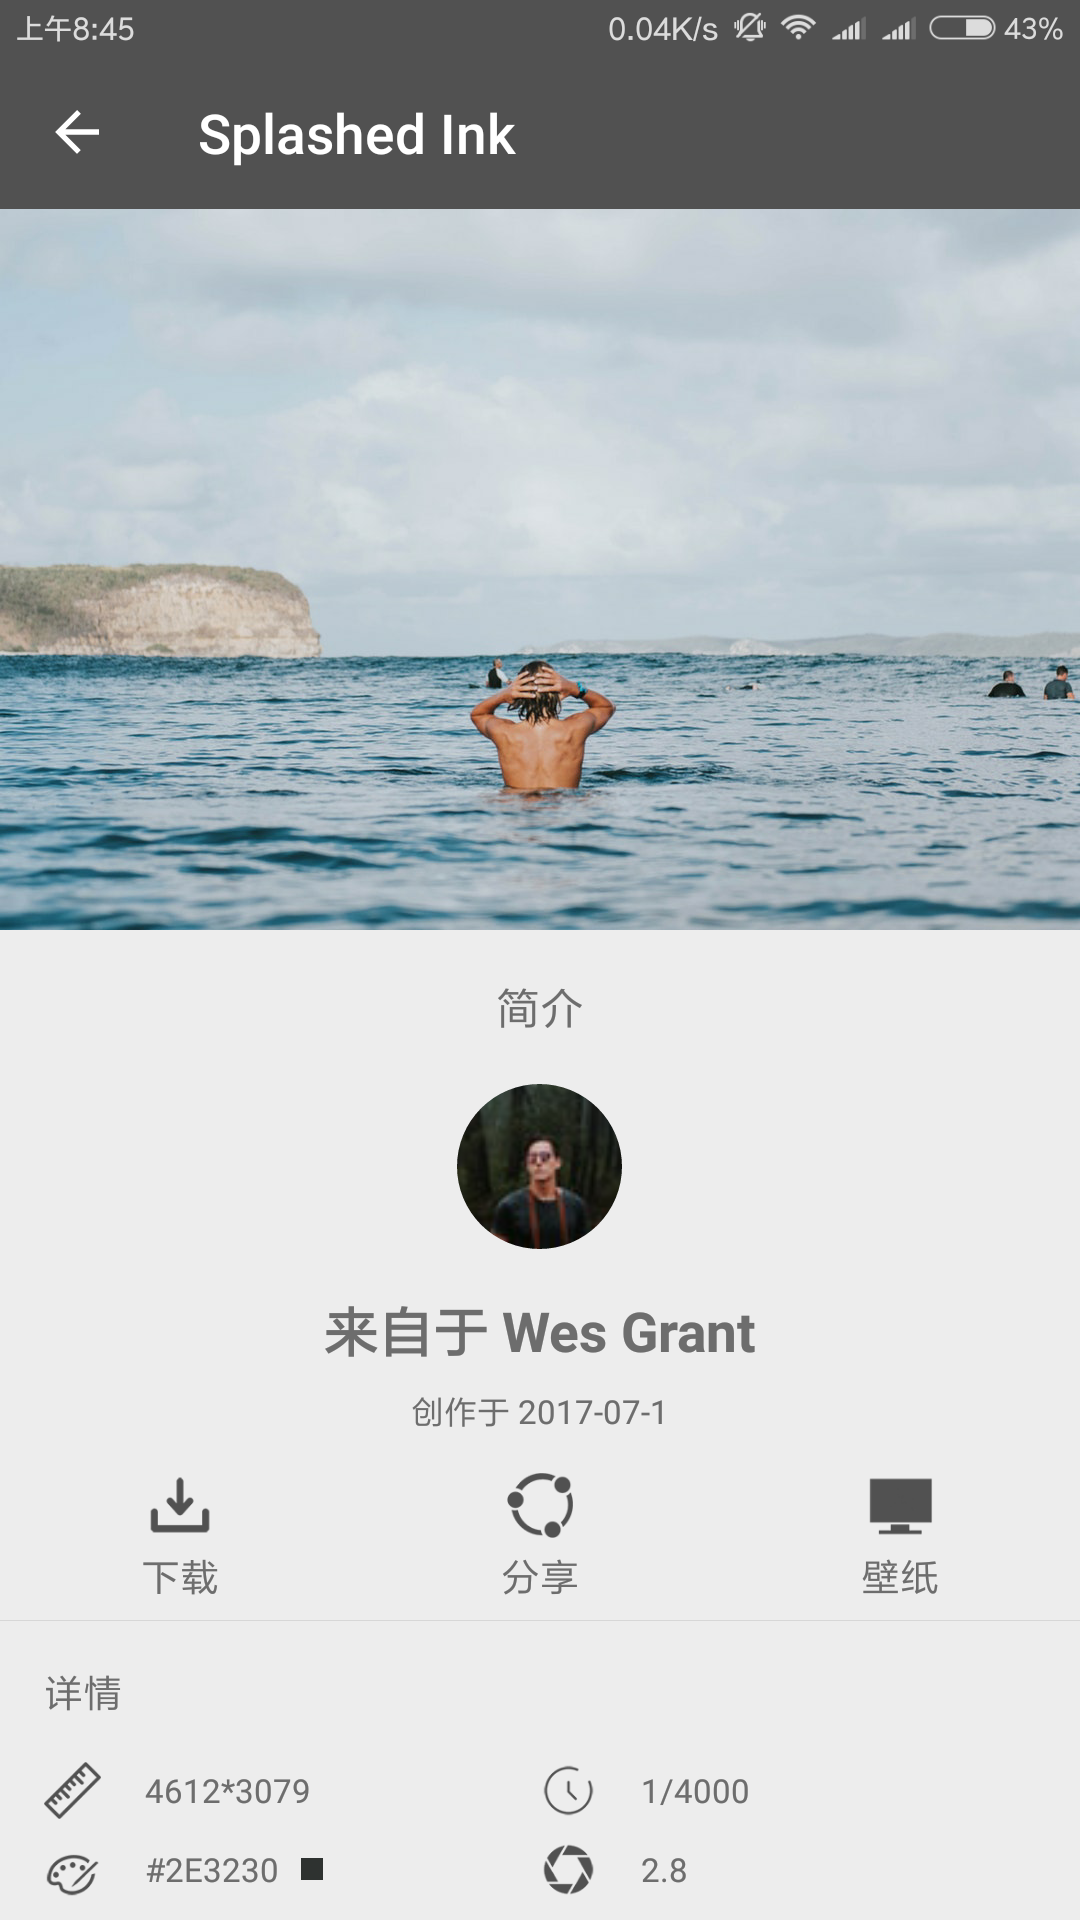 上午8:45 0.04K/s 43%
Splashed Ink
简介
来自于 Wes Grant
创作于 2017-07-1
下载 分享 壁纸
详情
4612*3079 1/4000
#2E3230 2.8